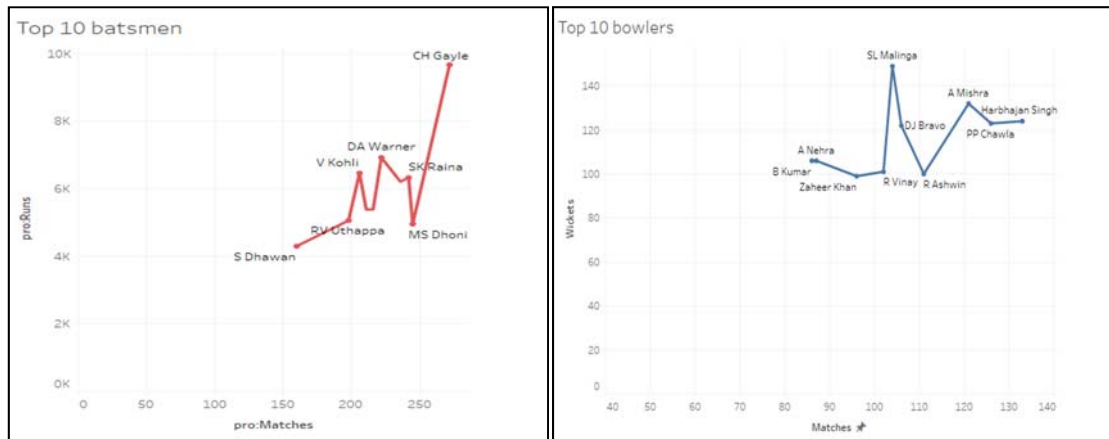 Top 10 batsmen
10K
8K
6K
4K
2K
0K
pro:Runs
CH Gayle
DA Warner
V Kohli
SK Raina
RV Uthappa
MS Dhoni
S Dhawan
0 50 100 150 200 250
pro:Matches
Top 10 bowlers
140
120
100
80
60
40
20
0
Wickets
SL Malinga
A Mishra
Harbhajan Singh
DJ Bravo
PP Chawla
A Nehra
B Kumar
Zaheer Khan
R Vinay
R Ashwin
40 50 60 70 80 90 100 110 120 130 140
Matches